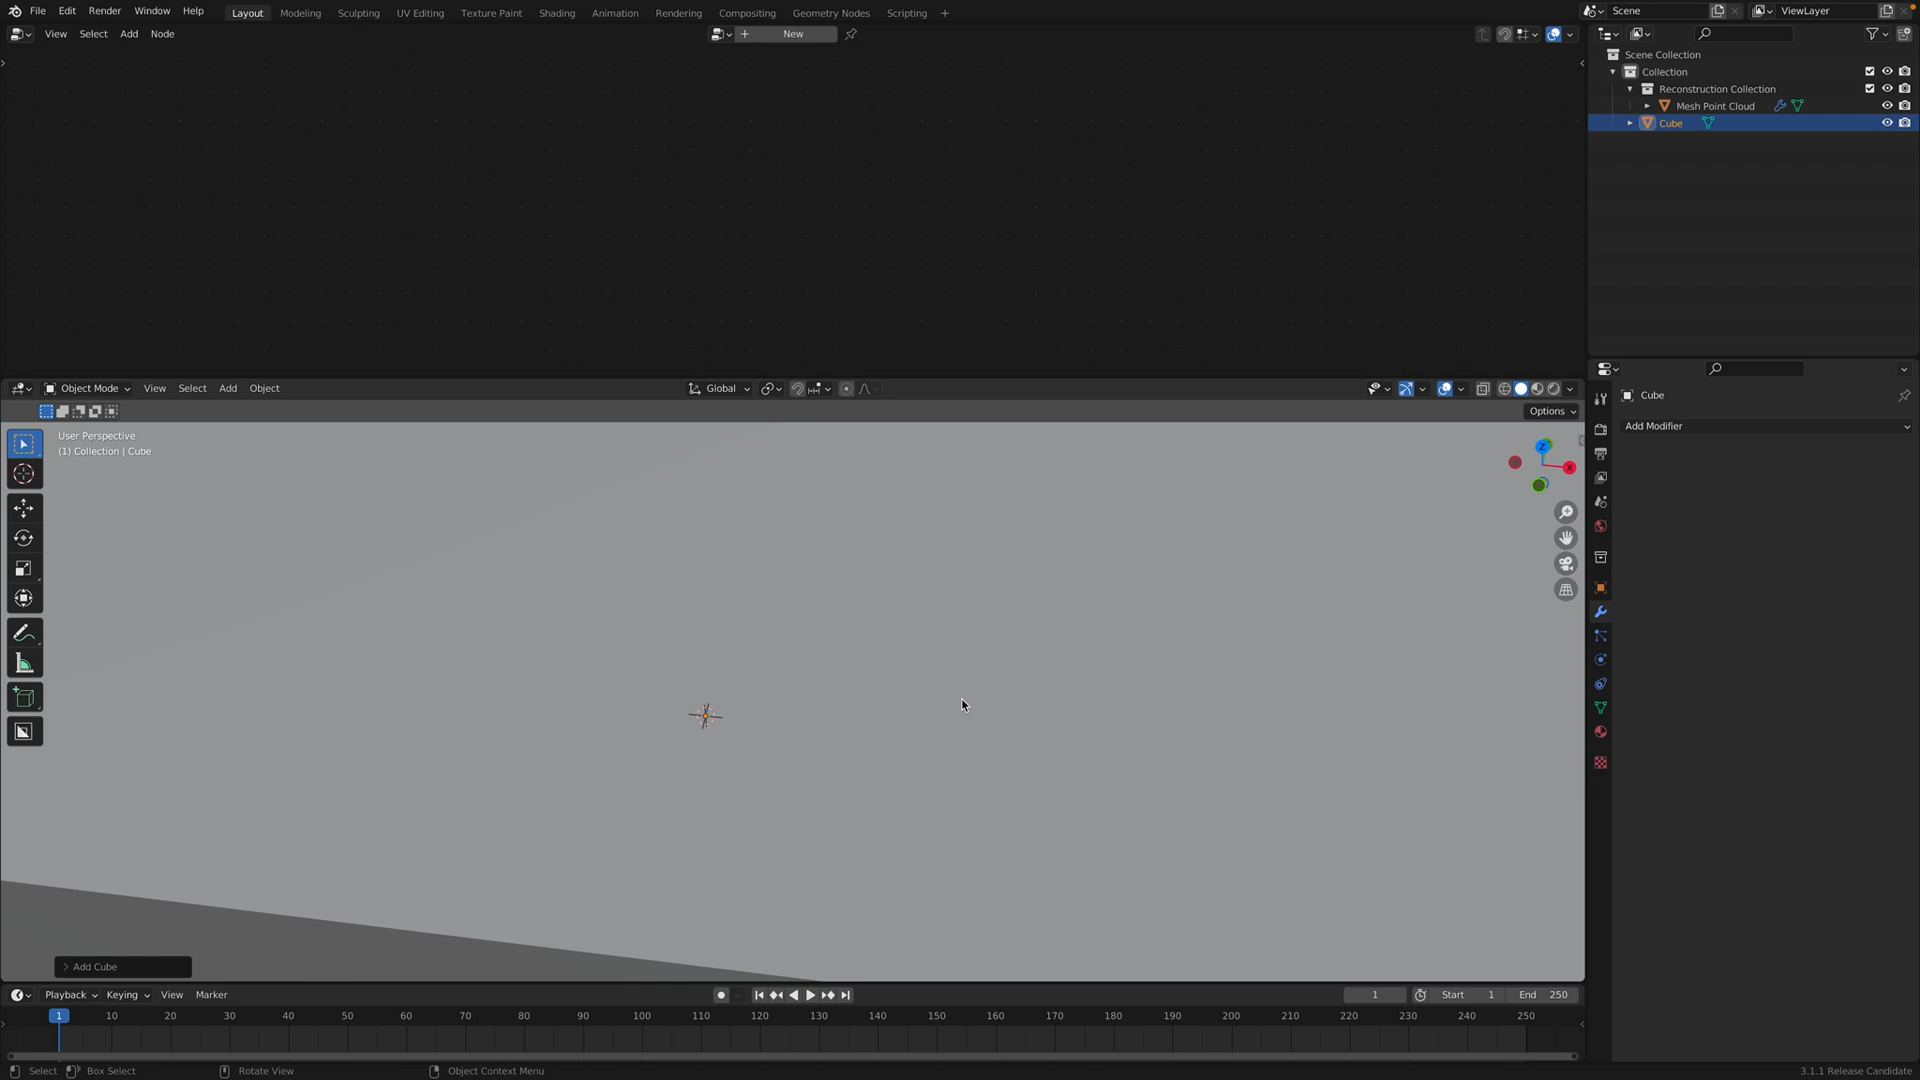 File Edit Render Window Help Layout Modeling Sculpting UV Editing Texture Paint Shading Animation Rendering Compositing Geometry Nodes Scripting + Scene ViewLayer
View Select Add Node + New
Scene Collection
Collection
Reconstruction Collection
Mesh Point Cloud
Cube
Object Mode View Select Add Object Global
Options
Cube
Add Modifier
User Perspective
(1) Collection | Cube
Z
X
> Add Cube
Playback Keying View Marker 1 Start 1 End 250
1 10 20 30 40 50 60 70 80 90 100 110 120 130 140 150 160 170 180 190 200 210 220 230 240 250
Select Box Select Rotate View Object Context Menu 3.1.1 Release Candidate